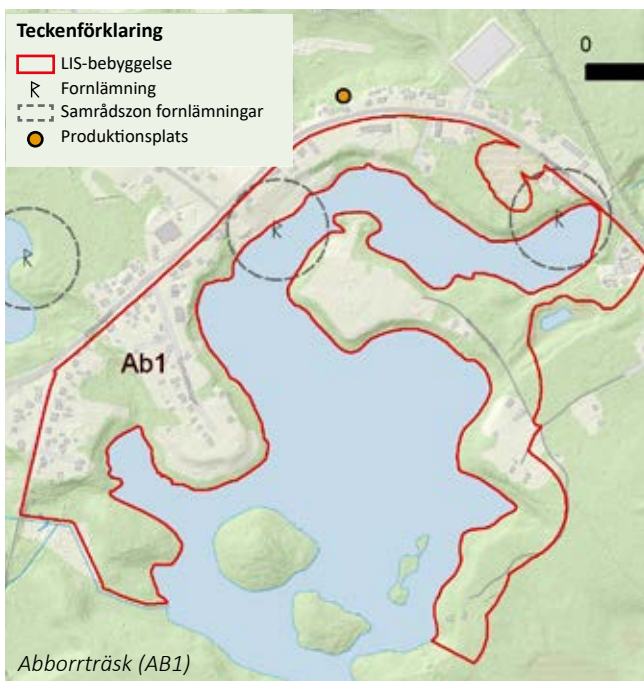 Teckenförklaring
LIS-bebyggelse
Fornlämning
Samrådszon fornlämningar
Produktionsplats
0
Ab1
Abborrträsk (AB1)